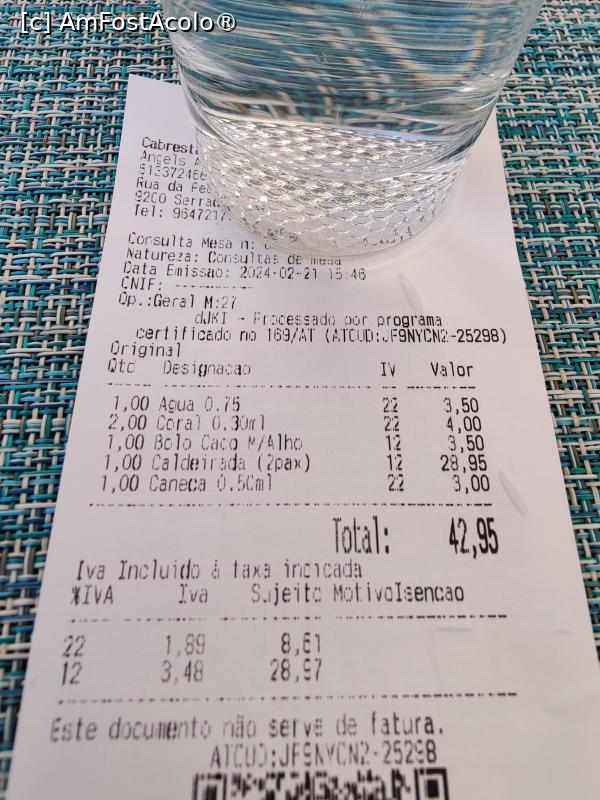 [c] AmFostAcolo®
Angels
Rua da
9200
Tel:
Consulta Mesa n:
Natureza: Consultas de mesa
Data Emissao: 2024-02-21 15:46
CNIF: ----------
Op.:Geral M:27
dJKI - Processado por programa
certificado no 169/AT (ATCUD:JF9NYCN2-25298)
Original
Qtd Designacao IV Valor
1,00 Agua 0.75 22 3,50
2,00 Coral 0,30ml 22 4,00
1,00 Bolo Caco M/Alho 12 3,50
1,00 Caldeirada (2pax) 12 28,95
1,00 Caneca 0.50ml 22 3,00
Total: 42,95
Iva Incluido á taxa indicada
%IVA Iva Sujeito MotivoIsencao
22 1,89 8,61
12 3,48 28,97
Este documento não serve de fatura.
ATCUD:JF9NYCN2-25298